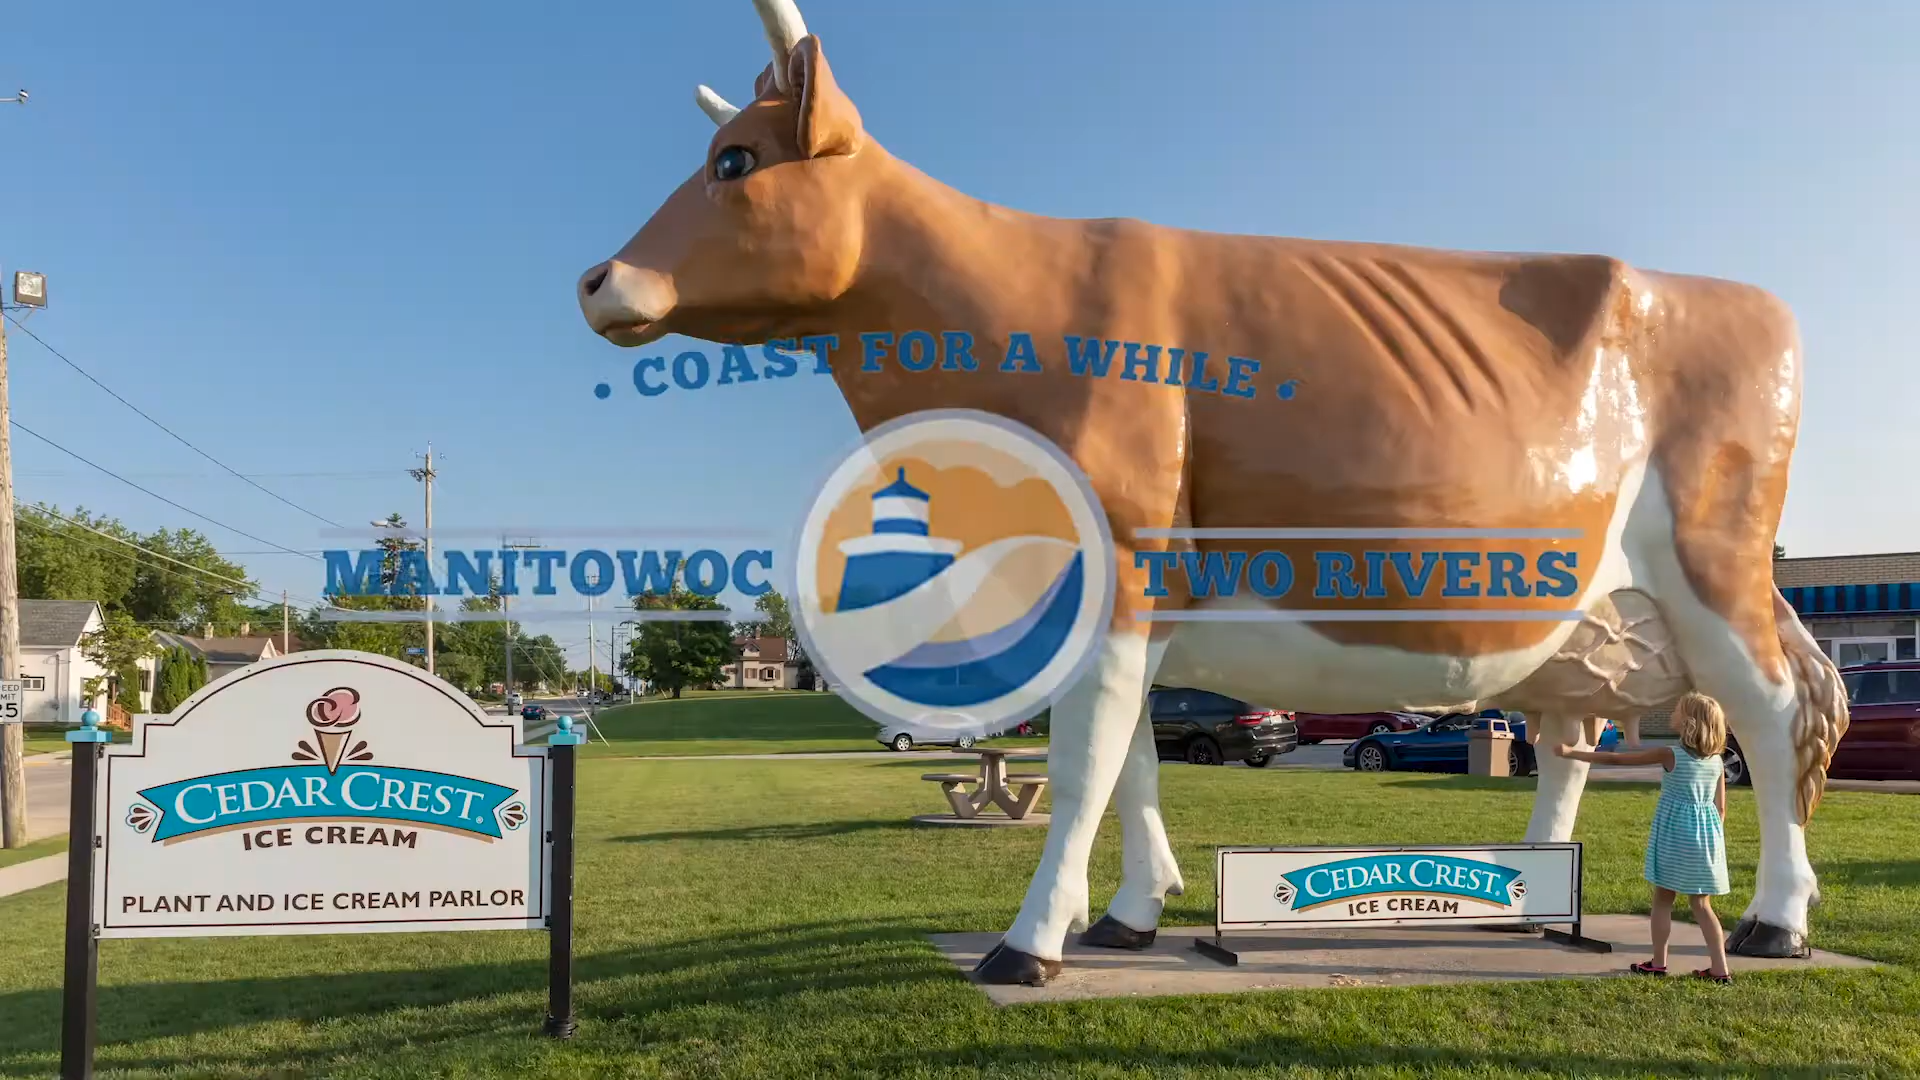 • COAST FOR A WHILE •
MANITOWOC
TWO RIVERS
25
CEDAR CREST®
ICE CREAM
PLANT AND ICE CREAM PARLOR
CEDAR CREST®
ICE CREAM